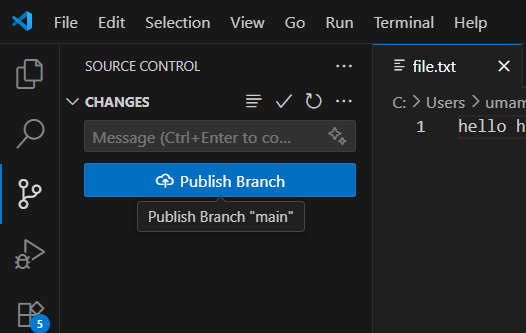 File Edit Selection View Go Run Terminal Help
SOURCE CONTROL
file.txt
CHANGES
C: > Users > umam
Message (Ctrl+Enter to co...
1 hello h
Publish Branch
Publish Branch "main"
5